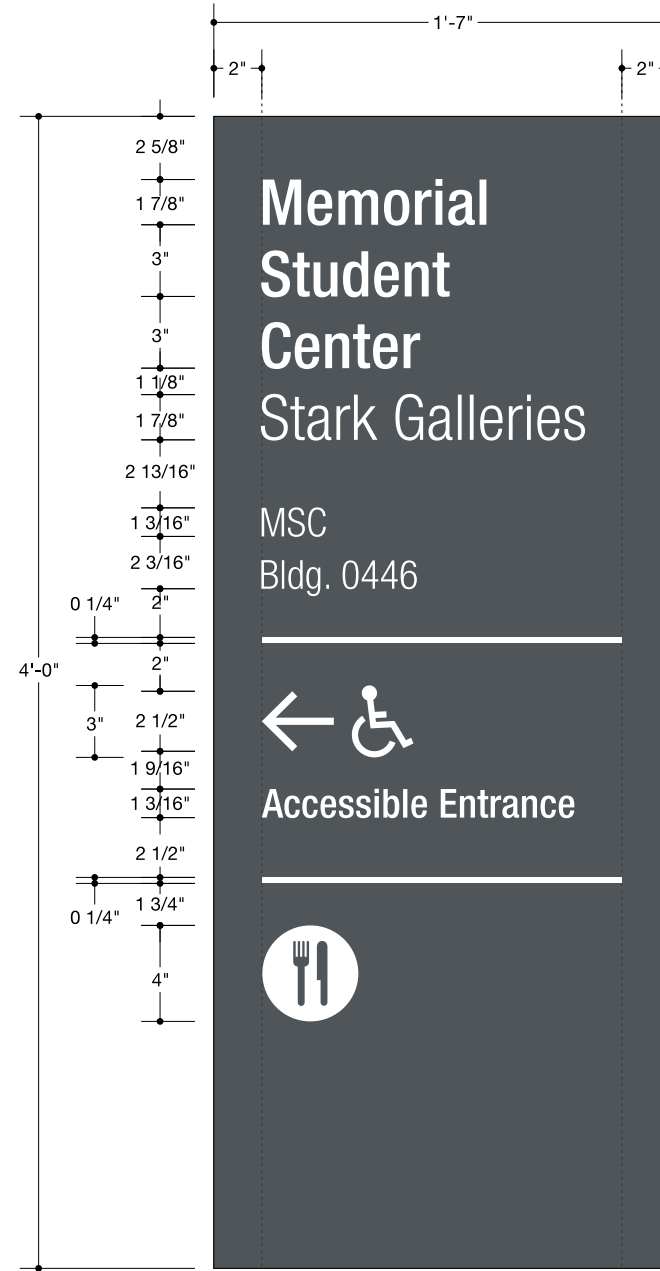 1'-7"
2" 2"
2 5/8"
1 7/8"
3"
3"
1 1/8"
1 7/8"
2 13/16"
1 3/16"
2 3/16"
0 1/4" 2"
4'-0"
2"
3" 2 1/2"
1 9/16"
1 3/16"
2 1/2"
0 1/4" 1 3/4"
4"
Memorial
Student
Center
Stark Galleries
MSC
Bldg. 0446
Accessible Entrance